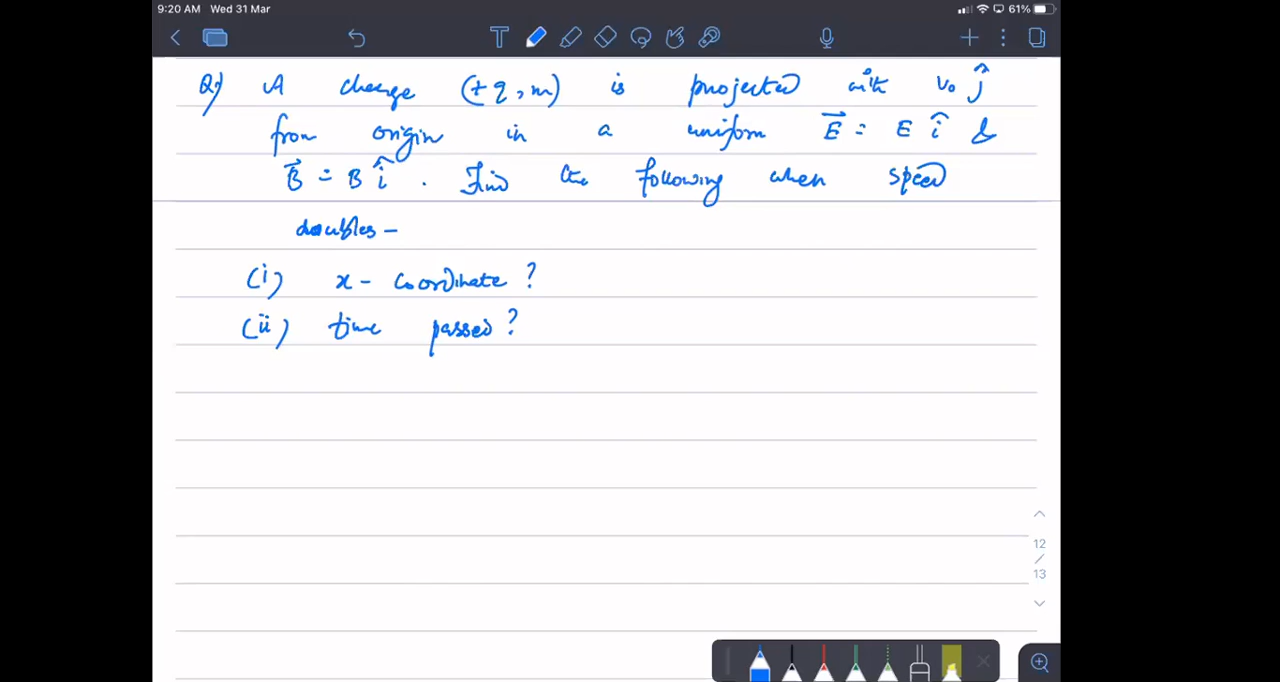 9:20 AM Wed 31 Mar
61%
T
Q) A charge (+q, m) is projected with v₀ ĵ
from origin in a uniform E⃗ = E î &
B⃗ = B î . Find the following when speed
doubles –
(i) x - coordinate ?
(ii) time passed ?
12
/
13